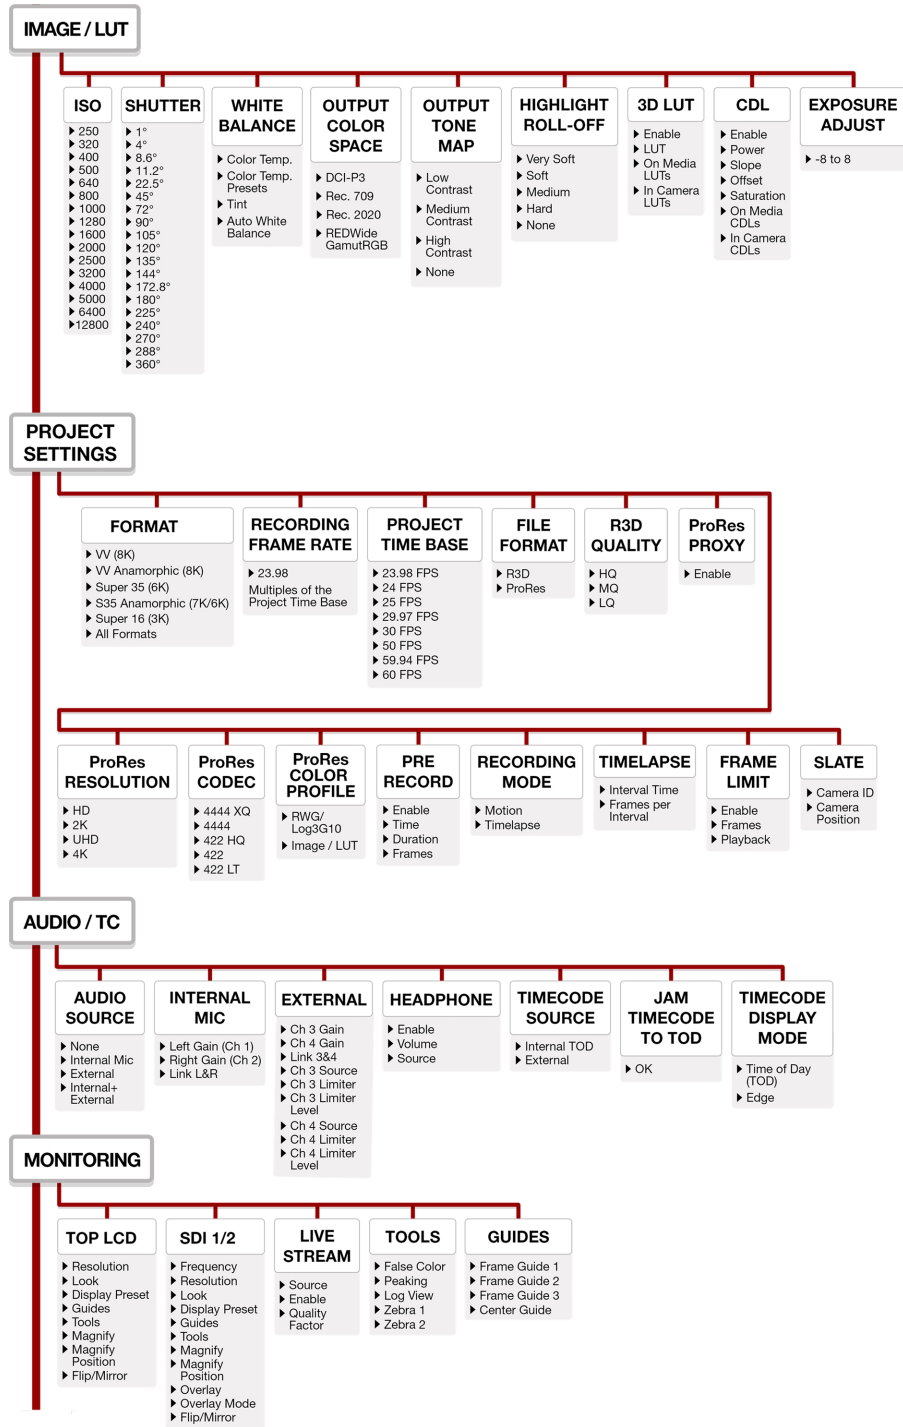 IMAGE / LUT
ISO
250
320
400
500
640
800
1000
1280
1600
2000
2500
3200
4000
5000
6400
12800
SHUTTER
1°
4°
8.6°
11.2°
22.5°
45°
72°
90°
105°
120°
135°
144°
172.8°
180°
225°
240°
270°
288°
360°
WHITE
BALANCE
Color Temp.
Color Temp.
Presets
Tint
Auto White
Balance
OUTPUT
COLOR
SPACE
DCI-P3
Rec. 709
Rec. 2020
REDWide
GamutRGB
OUTPUT
TONE
MAP
Low
Contrast
Medium
Contrast
High
Contrast
None
HIGHLIGHT
ROLL-OFF
Very Soft
Soft
Medium
Hard
None
3D LUT
Enable
LUT
On Media
LUTs
In Camera
LUTs
CDL
Enable
Power
Slope
Offset
Saturation
On Media
CDLs
In Camera
CDLs
EXPOSURE
ADJUST
-8 to 8
PROJECT
SETTINGS
FORMAT
VV (8K)
VV Anamorphic (8K)
Super 35 (6K)
S35 Anamorphic (7K/6K)
Super 16 (3K)
All Formats
RECORDING
FRAME RATE
23.98
Multiples of the
Project Time Base
PROJECT
TIME BASE
23.98 FPS
24 FPS
25 FPS
29.97 FPS
30 FPS
50 FPS
59.94 FPS
60 FPS
FILE
FORMAT
R3D
ProRes
R3D
QUALITY
HQ
MQ
LQ
ProRes
PROXY
Enable
ProRes
RESOLUTION
HD
2K
UHD
4K
ProRes
CODEC
4444 XQ
4444
422 HQ
422
422 LT
ProRes
COLOR
PROFILE
RWG/
Log3G10
Image / LUT
PRE
RECORD
Enable
Time
Duration
Frames
RECORDING
MODE
Motion
Timelapse
TIMELAPSE
Interval Time
Frames per
Interval
FRAME
LIMIT
Enable
Frames
Playback
SLATE
Camera ID
Camera
Position
AUDIO / TC
AUDIO
SOURCE
None
Internal Mic
External
Internal+
External
INTERNAL
MIC
Left Gain (Ch 1)
Right Gain (Ch 2)
Link L&R
EXTERNAL
Ch 3 Gain
Ch 4 Gain
Link 3&4
Ch 3 Source
Ch 3 Limiter
Ch 3 Limiter
Level
Ch 4 Source
Ch 4 Limiter
Ch 4 Limiter
Level
HEADPHONE
Enable
Volume
Source
TIMECODE
SOURCE
Internal TOD
External
JAM
TIMECODE
TO TOD
OK
TIMECODE
DISPLAY
MODE
Time of Day
(TOD)
Edge
MONITORING
TOP LCD
Resolution
Look
Display Preset
Guides
Tools
Magnify
Magnify
Position
Flip/Mirror
SDI 1/2
Frequency
Resolution
Look
Display Preset
Guides
Tools
Magnify
Magnify
Position
Overlay
Overlay Mode
Flip/Mirror
LIVE
STREAM
Source
Enable
Quality
Factor
TOOLS
False Color
Peaking
Log View
Zebra 1
Zebra 2
GUIDES
Frame Guide 1
Frame Guide 2
Frame Guide 3
Center Guide